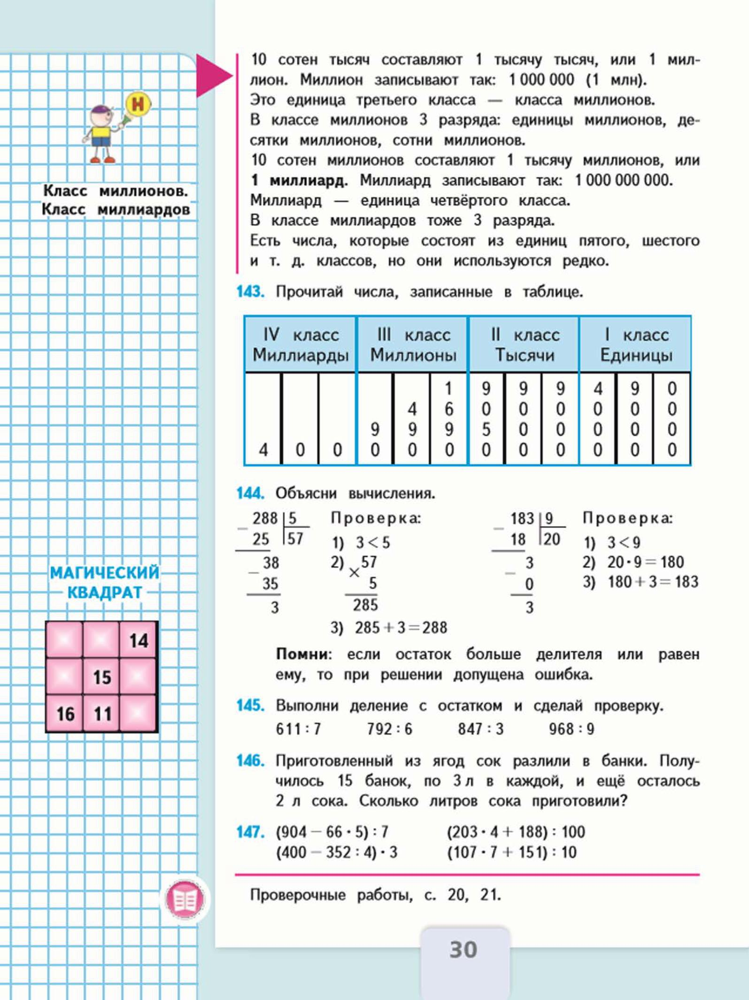 10 сотен тысяч составляют 1 тысячу тысяч, или 1 мил-
лион. Миллион записывают так: 1 000 000 (1 млн).
Это единица третьего класса — класса миллионов.
В классе миллионов 3 разряда: единицы миллионов, де-
сятки миллионов, сотни миллионов.
10 сотен миллионов составляют 1 тысячу миллионов, или
1 миллиард. Миллиард записывают так: 1 000 000 000.
Миллиард — единица четвёртого класса.
В классе миллиардов тоже 3 разряда.
Есть числа, которые состоят из единиц пятого, шестого
и т. д. классов, но они используются редко.
Н
Класс миллионов.
Класс миллиардов
143. Прочитай числа, записанные в таблице.
IV класс III класс II класс I класс
Миллиарды Миллионы Тысячи Единицы
1 9 9 9 4 9 0
4 6 0 0 0 0 0 0
9 9 9 5 0 0 0 0 0
4 0 0 0 0 0 0 0 0 0 0 0
144. Объясни вычисления.
288 5 Проверка: 183 9 Проверка:
− 25 57 1) 3 < 5 − 18 20 1) 3 < 9
38 2) 57 3 2) 20 · 9 = 180
− 35 × 5 − 0 3) 180 + 3 = 183
3 285 3
3) 285 + 3 = 288
Помни: если остаток больше делителя или равен
ему, то при решении допущена ошибка.
МАГИЧЕСКИЙ
КВАДРАТ
14
15
16 11
145. Выполни деление с остатком и сделай проверку.
611 : 7 792 : 6 847 : 3 968 : 9
146. Приготовленный из ягод сок разлили в банки. Полу-
чилось 15 банок, по 3 л в каждой, и ещё осталось
2 л сока. Сколько литров сока приготовили?
147. (904 − 66 · 5) : 7 (203 · 4 + 188) : 100
(400 − 352 : 4) · 3 (107 · 7 + 151) : 10
Проверочные работы, с. 20, 21.
30